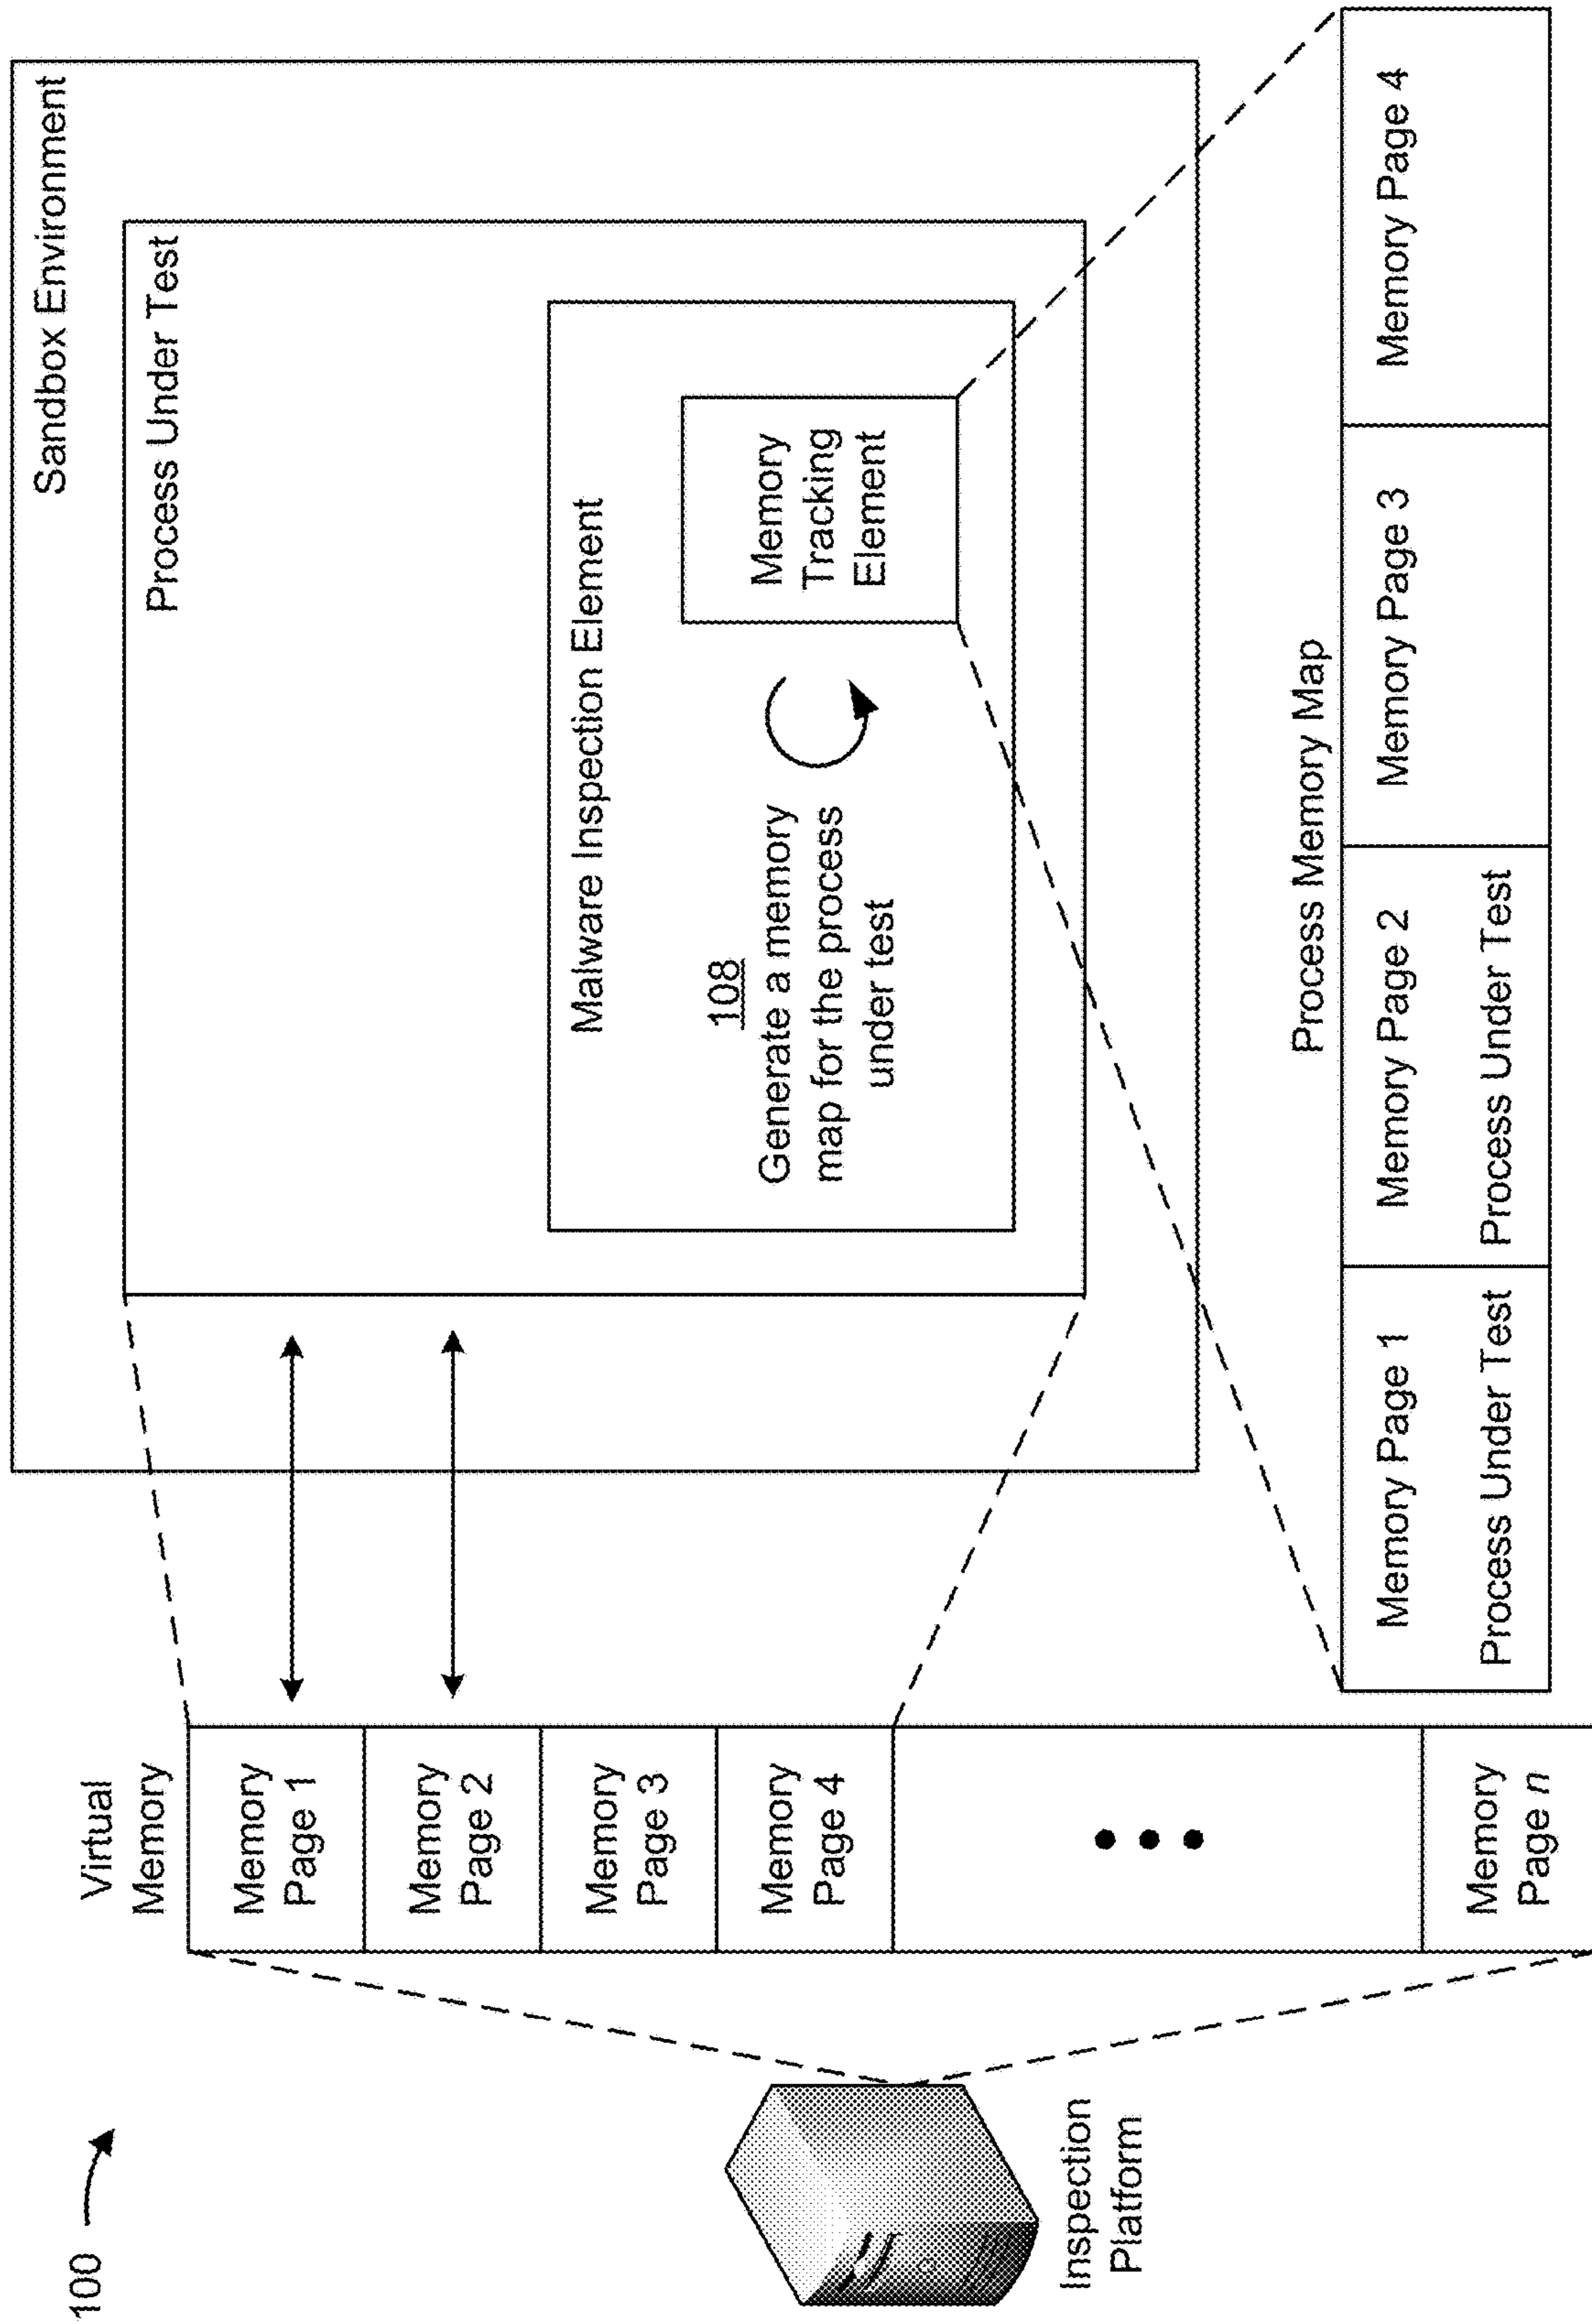 100
Inspection
Platform
Virtual
Memory
Memory
Page 1
Memory
Page 2
Memory
Page 3
Memory
Page 4
Memory
Page n
Sandbox Environment
Process Under Test
Malware Inspection Element
108
Generate a memory
map for the process
under test
Memory
Tracking
Element
Process Memory Map
Memory Page 1
Process Under Test
Memory Page 2
Process Under Test
Memory Page 3
Memory Page 4